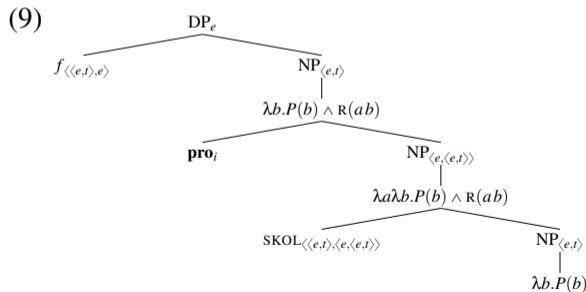 (9)
DP_e
f_{⟨⟨e,t⟩,e⟩} NP_{⟨e,t⟩}
λb.P(b) ∧ R(ab)
pro_i NP_{⟨e,⟨e,t⟩⟩}
λaλb.P(b) ∧ R(ab)
SKOL_{⟨⟨e,t⟩,⟨e,⟨e,t⟩⟩} NP_{⟨e,t⟩}
λb.P(b)